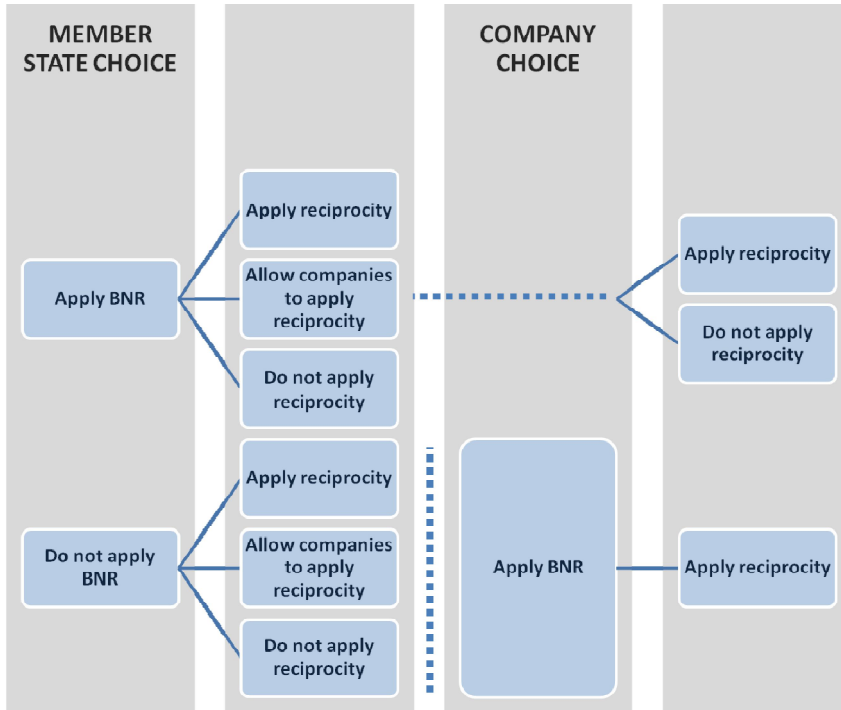 MEMBER
STATE CHOICE
COMPANY
CHOICE
Apply BNR
Apply reciprocity
Allow companies
to apply
reciprocity
Do not apply
reciprocity
Apply reciprocity
Do not apply
reciprocity
Do not apply
BNR
Apply reciprocity
Allow companies
to apply
reciprocity
Do not apply
reciprocity
Apply BNR
Apply reciprocity